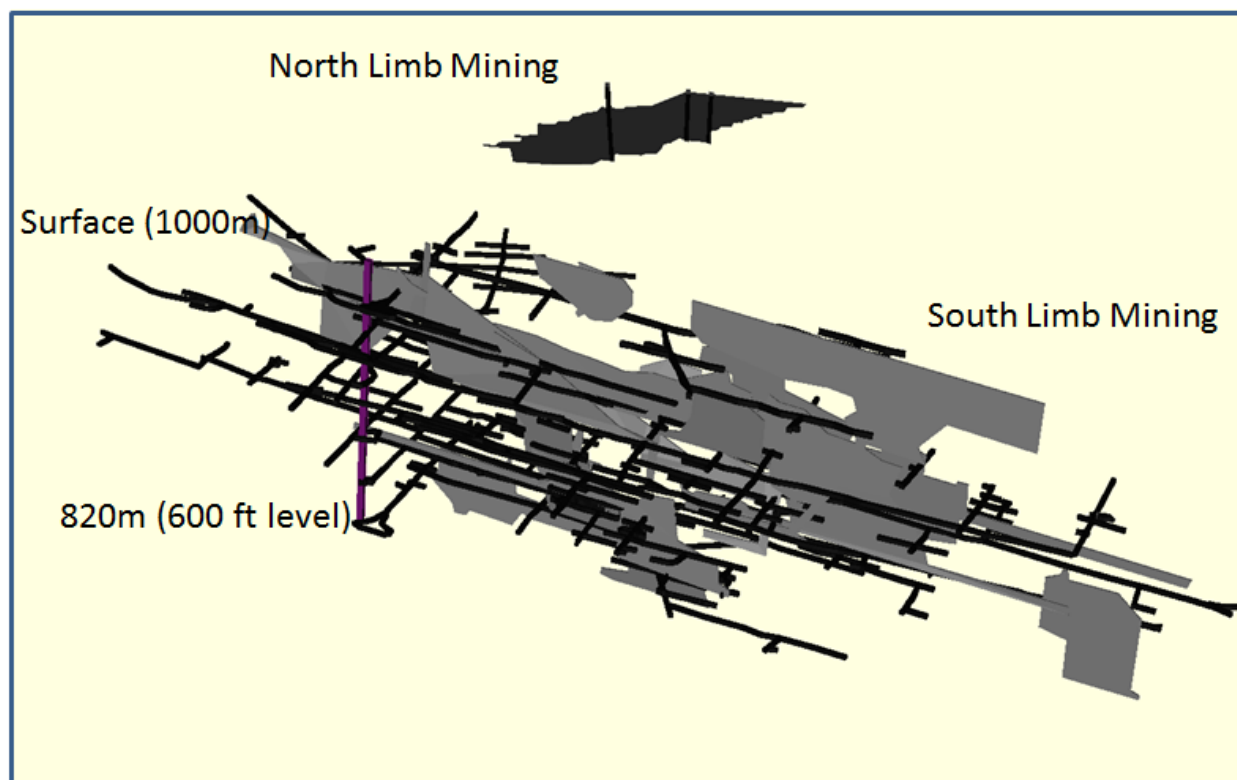 North Limb Mining
Surface (1000m)
South Limb Mining
820m (600 ft level)